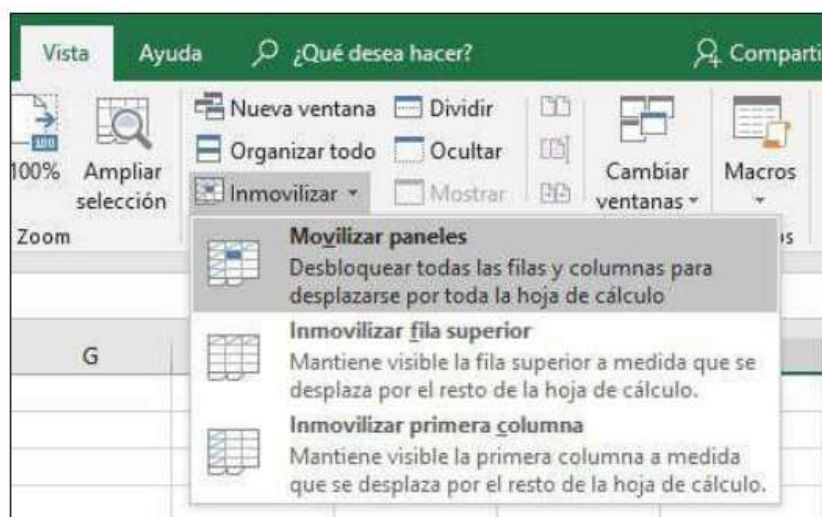 Vista Ayuda ¿Qué desea hacer? Comparti
Nueva ventana Dividir
Organizar todo Ocultar
Inmovilizar Mostrar
100% Ampliar selección
Cambiar ventanas
Macros
Zoom
Movilizar paneles
Desbloquear todas las filas y columnas para
desplazarse por toda la hoja de cálculo
Inmovilizar fila superior
Mantiene visible la fila superior a medida que se
desplaza por el resto de la hoja de cálculo.
Inmovilizar primera columna
Mantiene visible la primera columna a medida
que se desplaza por el resto de la hoja de cálculo.
G